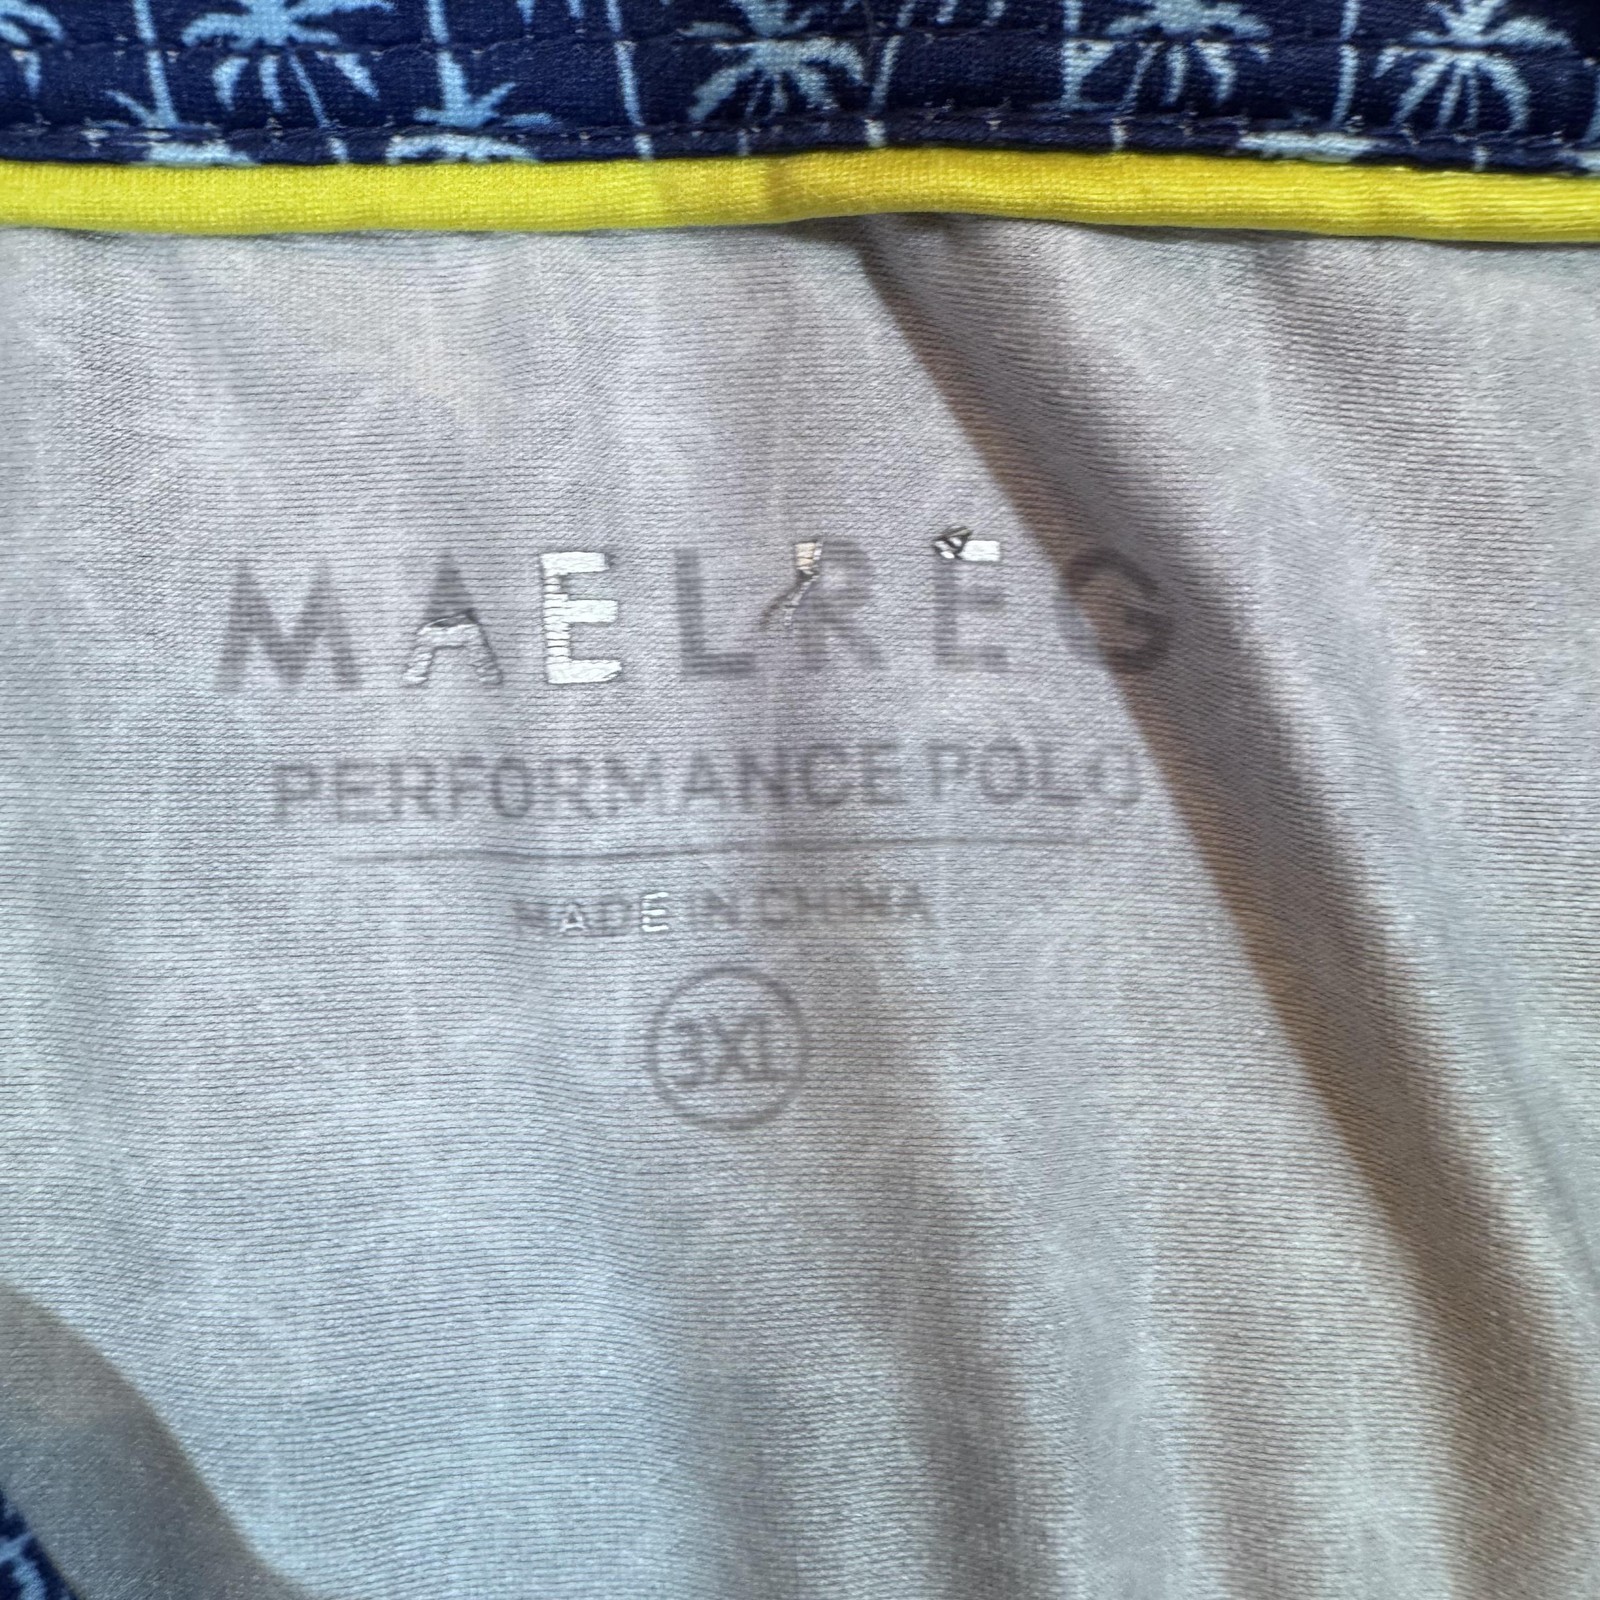 MAELREG
PERFORMANCE POLO
MADE IN CHINA
3XL